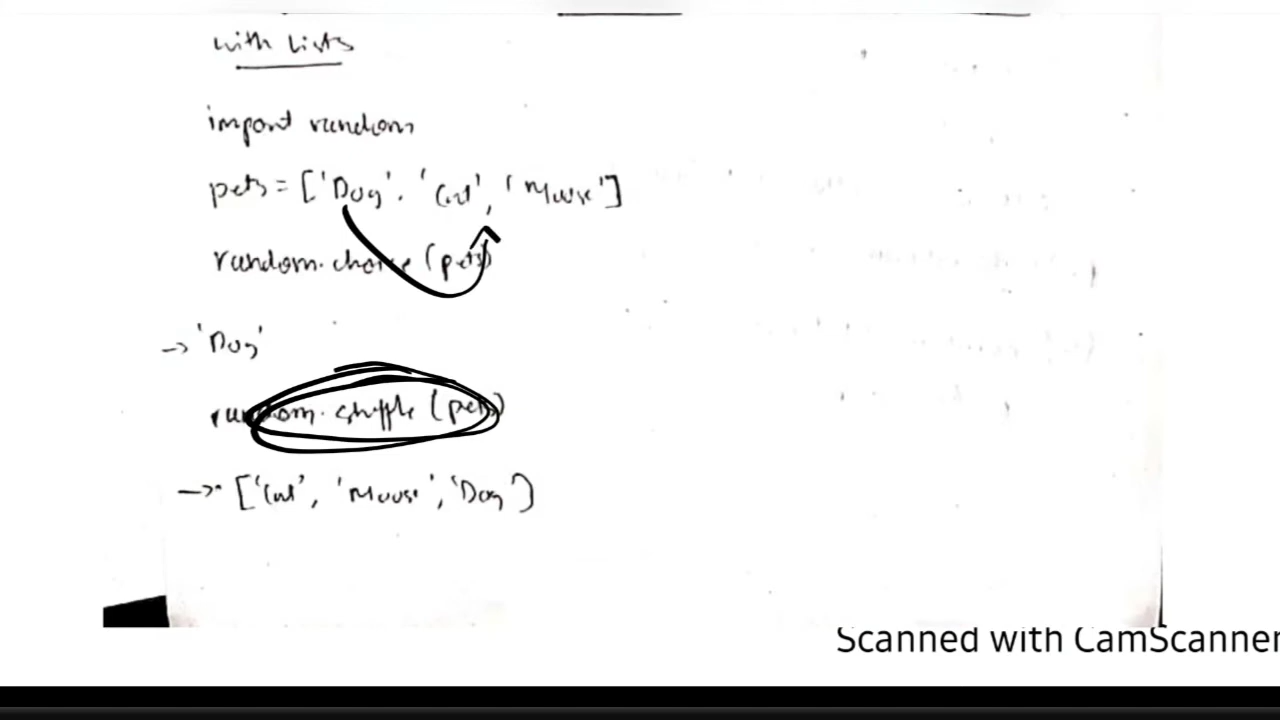 with Lists
import random
pets = ['Dog'. 'Cat', 'Mouse']
random.choice (pets)
→ 'Dog'
random.shuffle (pets)
→ ['Cat', 'Mouse', 'Dog']
Scanned with CamScanner